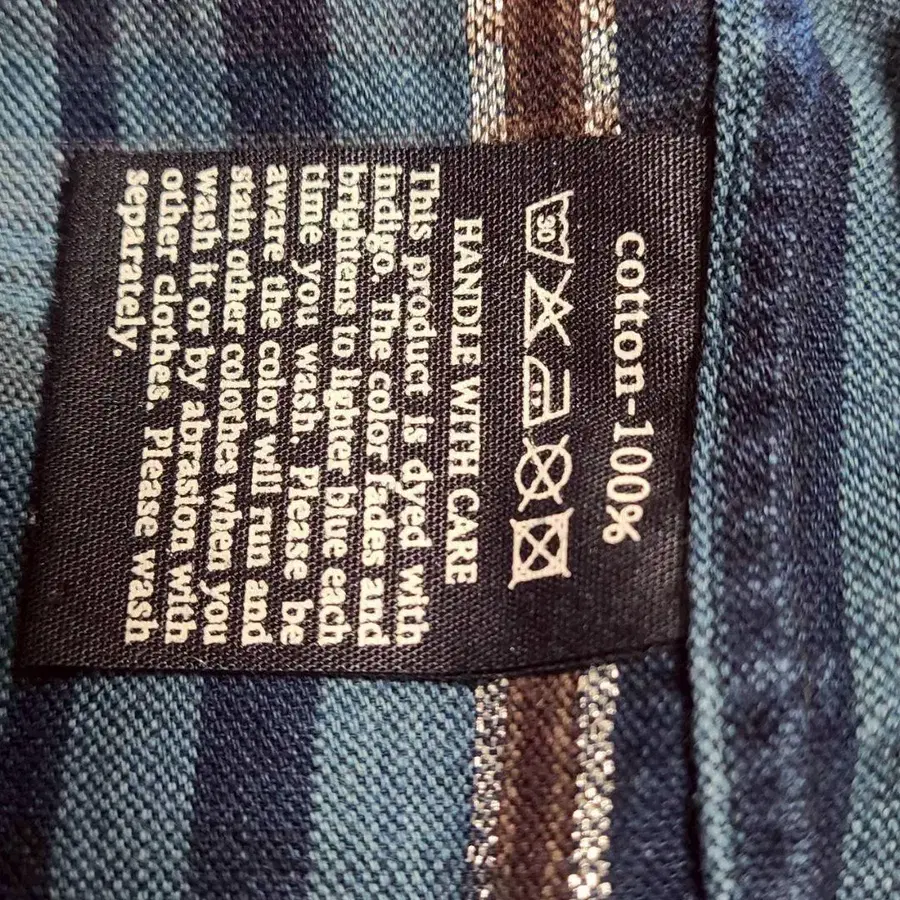 cotton-100%
30
HANDLE WITH CARE
This product is dyed with
indigo. The color fades and
brightens to lighter blue each
time you wash. Please be
aware the color will run and
stain other clothes when you
wash it or by abrasion with
other clothes. Please wash
separately.